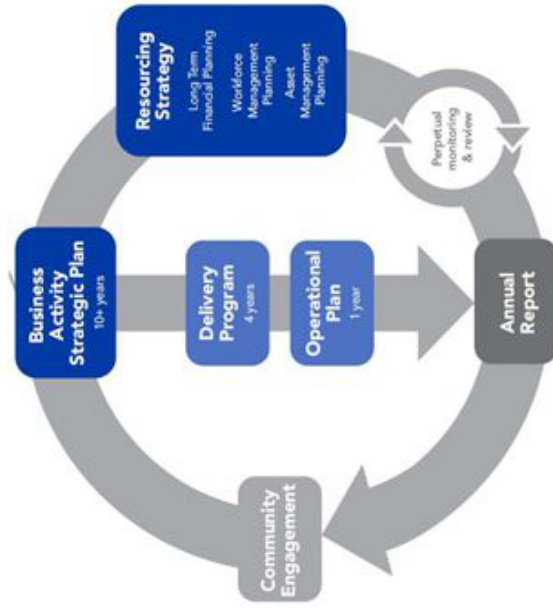 Business
Activity
Strategic Plan
10+ years
Resourcing
Strategy
Long Term
Financial Planning
Workforce
Management
Planning
Asset
Management
Planning
Delivery
Program
4 years
Operational
Plan
1 year
Community
Engagement
Perpetual
monitoring
& review
Annual
Report